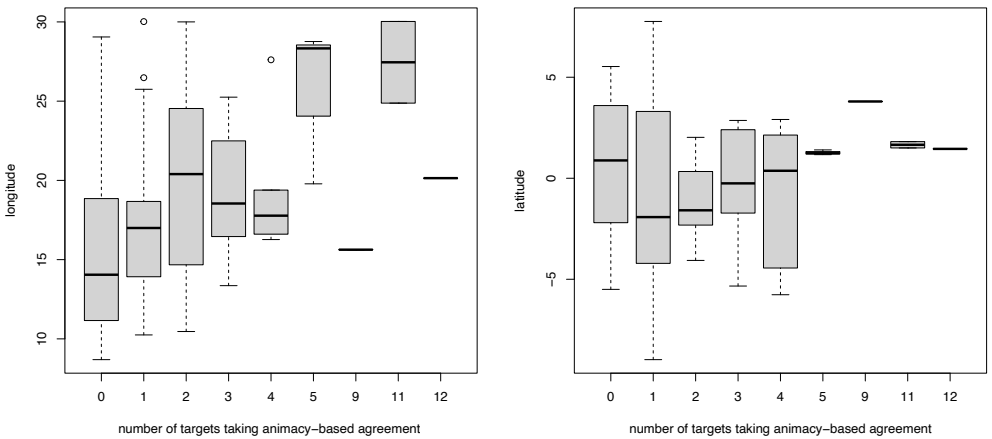 30
25
20
15
10
longitude
0 1 2 3 4 5 9 11 12
number of targets taking animacy−based agreement
5
0
−5
latitude
0 1 2 3 4 5 9 11 12
number of targets taking animacy−based agreement